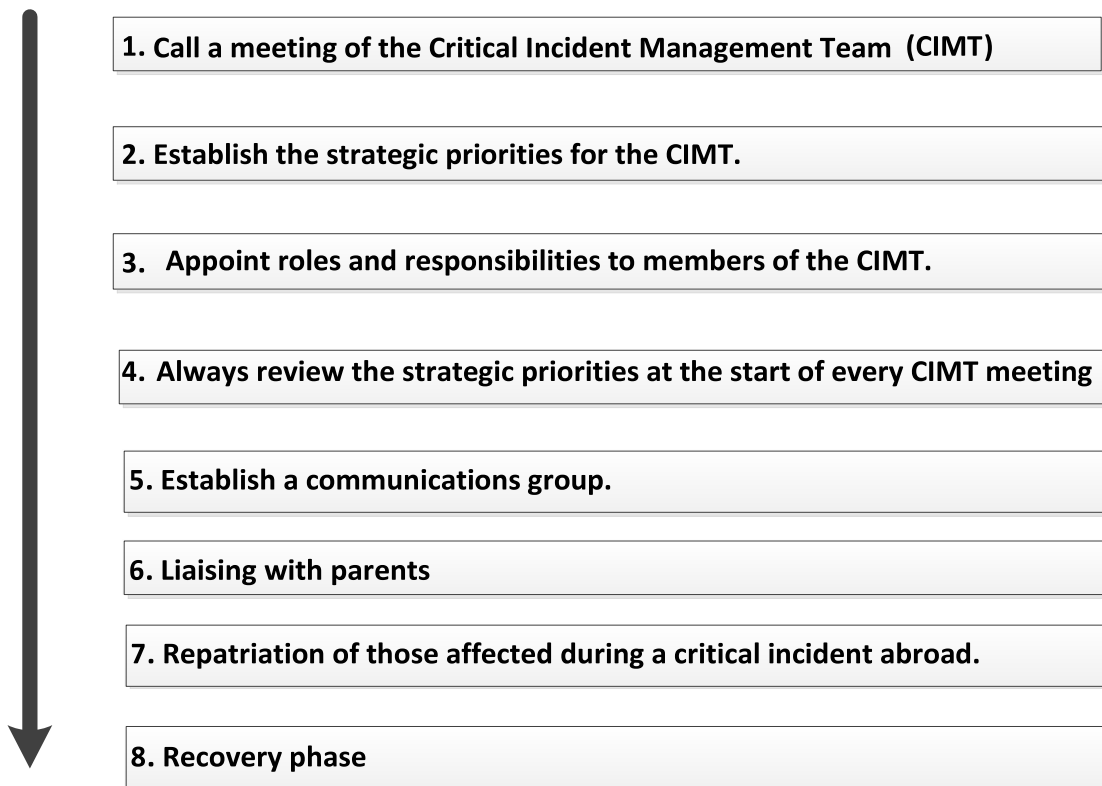 1. Call a meeting of the Critical Incident Management Team (CIMT)
2. Establish the strategic priorities for the CIMT.
3. Appoint roles and responsibilities to members of the CIMT.
4. Always review the strategic priorities at the start of every CIMT meeting
5. Establish a communications group.
6. Liaising with parents
7. Repatriation of those affected during a critical incident abroad.
8. Recovery phase